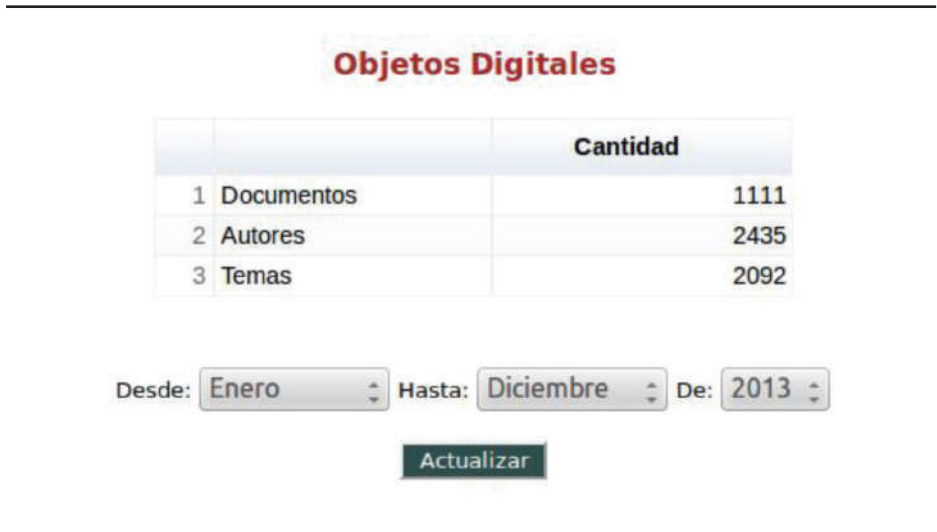 Objetos Digitales
Cantidad
1 Documentos 1111
2 Autores 2435
3 Temas 2092
Desde: Enero Hasta: Diciembre De: 2013
Actualizar